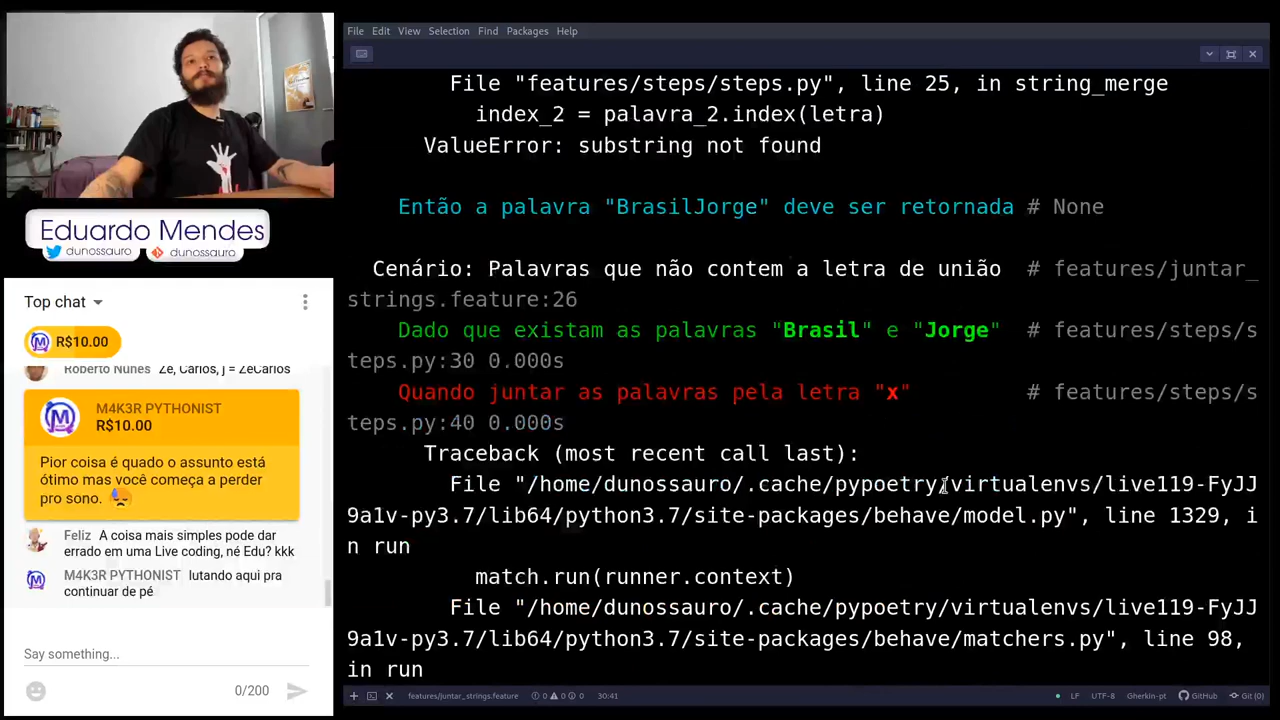 File Edit View Selection Find Packages Help
File "features/steps/steps.py", line 25, in string_merge
index_2 = palavra_2.index(letra)
ValueError: substring not found
Então a palavra "BrasilJorge" deve ser retornada # None
Cenário: Palavras que não contem a letra de união # features/juntar_
strings.feature:26
Dado que existam as palavras "Brasil" e "Jorge" # features/steps/s
teps.py:30 0.000s
Quando juntar as palavras pela letra "x" # features/steps/s
teps.py:40 0.000s
Traceback (most recent call last):
File "/home/dunossauro/.cache/pypoetry/virtualenvs/live119-FyJJ
9a1v-py3.7/lib64/python3.7/site-packages/behave/model.py", line 1329, i
n run
match.run(runner.context)
File "/home/dunossauro/.cache/pypoetry/virtualenvs/live119-FyJJ
9a1v-py3.7/lib64/python3.7/site-packages/behave/matchers.py", line 98,
in run
features/juntar_strings.feature 0 0 0 30:41 LF UTF-8 Gherkin-pt GitHub Git (0)
Eduardo Mendes
dunossauro dunossauro
Top chat
R$10.00
Roberto Nunes Zé, Carlos, j = ZéCarlos
M4K3R PYTHONIST
R$10.00
Pior coisa é quado o assunto está
ótimo mas você começa a perder
pro sono.
Feliz A coisa mais simples pode dar
errado em uma Live coding, né Edu? kkk
M4K3R PYTHONIST lutando aqui pra
continuar de pé
Say something...
0/200